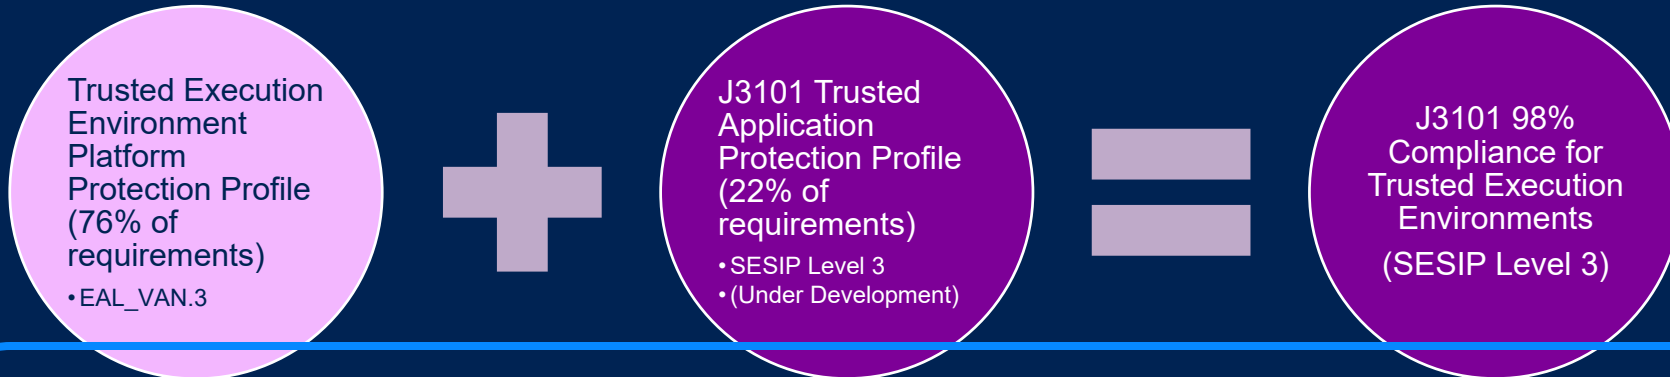 Trusted Execution
Environment
Platform
Protection Profile
(76% of
requirements)
•EAL_VAN.3
J3101 Trusted
Application
Protection Profile
(22% of
requirements)
•SESIP Level 3
•(Under Development)
J3101 98%
Compliance for
Trusted Execution
Environments
(SESIP Level 3)